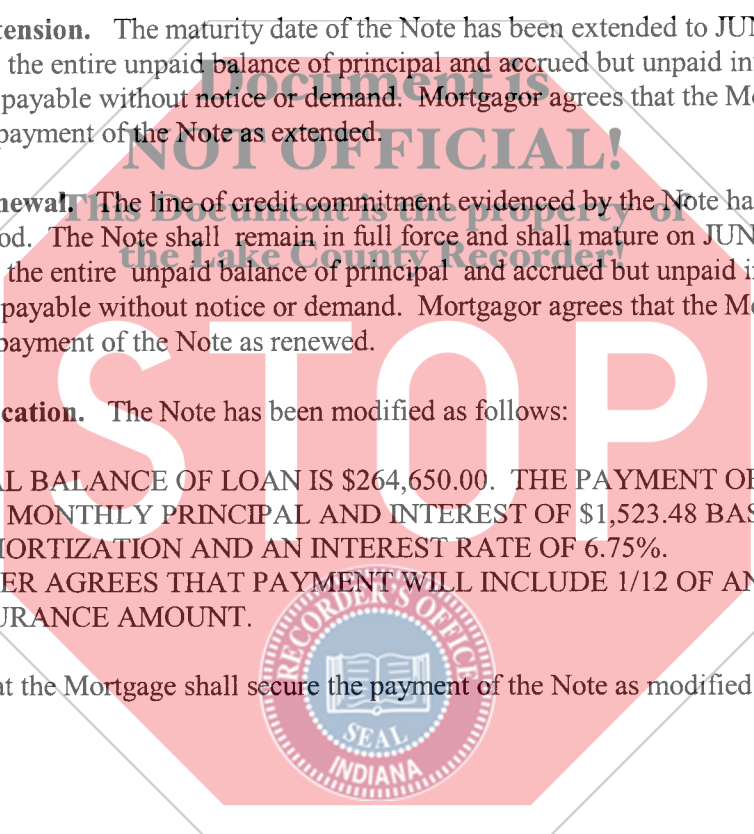 tension. The maturity date of the Note has been extended to JUN
the entire unpaid balance of principal and accrued but unpaid in
payable without notice or demand. Mortgagor agrees that the Mo
payment of the Note as extended.
newal. The line of credit commitment evidenced by the Note ha
od. The Note shall remain in full force and shall mature on JUN
the entire unpaid balance of principal and accrued but unpaid i
payable without notice or demand. Mortgagor agrees that the Mo
payment of the Note as renewed.
cation. The Note has been modified as follows:
AL BALANCE OF LOAN IS $264,650.00. THE PAYMENT OF
MONTHLY PRINCIPAL AND INTEREST OF $1,523.48 BAS
MORTIZATION AND AN INTEREST RATE OF 6.75%.
ER AGREES THAT PAYMENT WILL INCLUDE 1/12 OF AN
URANCE AMOUNT.
at the Mortgage shall secure the payment of the Note as modified
Document is
NOT OFFICIAL!
This Document is the property of
the Lake County Recorder!
STOP
RECORDER'S OFFICE
SEAL
INDIANA